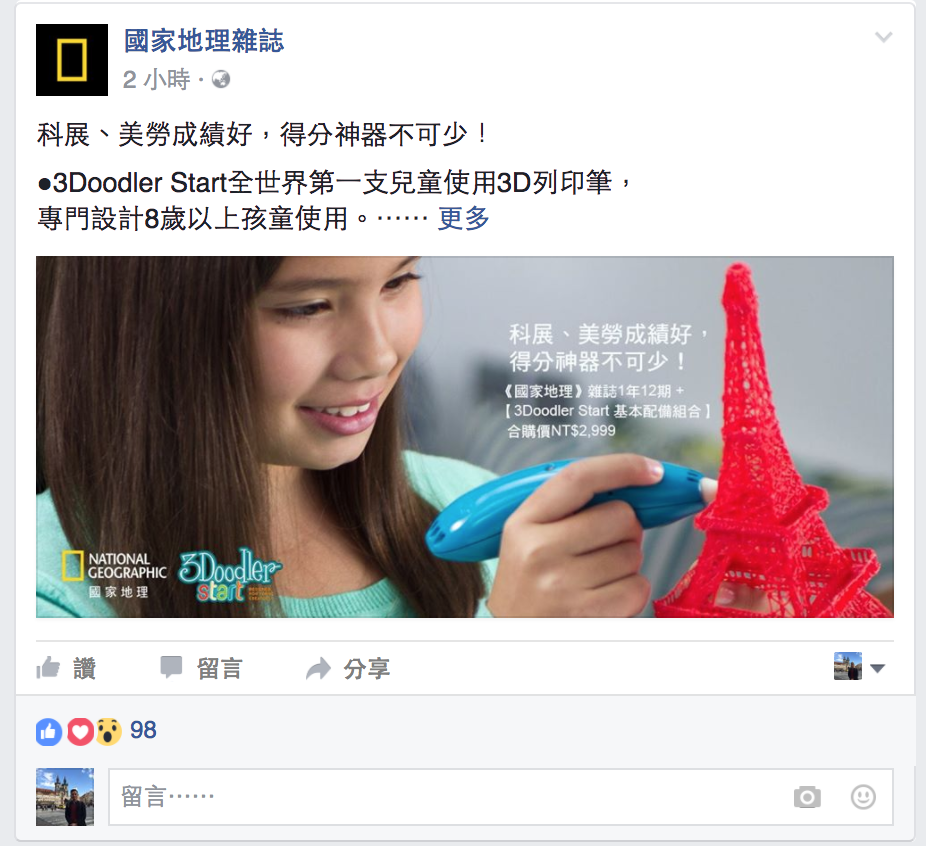 國家地理雜誌
2 小時 ·
科展、美勞成績好，得分神器不可少！
●3Doodler Start全世界第一支兒童使用3D列印筆，
專門設計8歲以上孩童使用。…… 更多
科展、美勞成績好，
得分神器不可少！
《國家地理》雜誌1年12期 +
【3Doodler Start 基本配備組合】
合購價NT$2,999
NATIONAL
GEOGRAPHIC
國家地理
3Doodler
start
讚 留言 分享
98
留言……